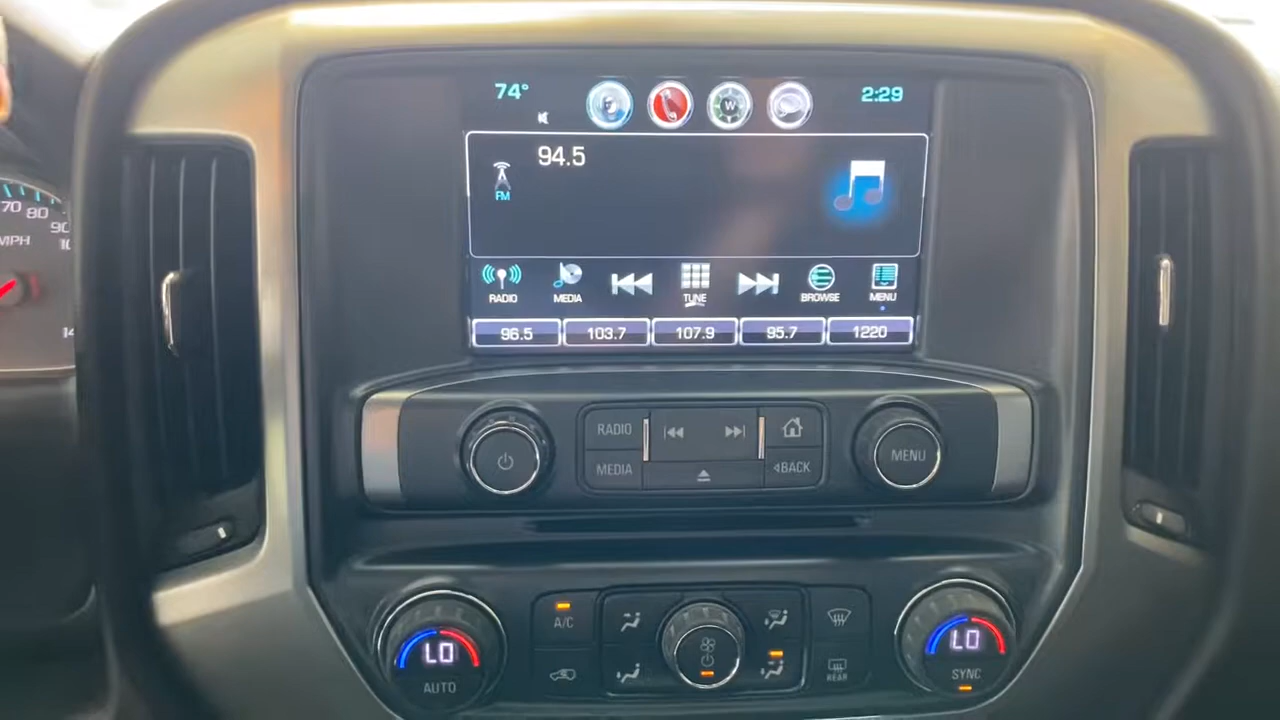 74°
W
2:29
94.5
FM
RADIO
MEDIA
TUNE
BROWSE
MENU
96.5
103.7
107.9
95.7
1220
70
80
MPH
RADIO
MEDIA
BACK
MENU
LO
AUTO
A/C
REAR
LO
SYNC